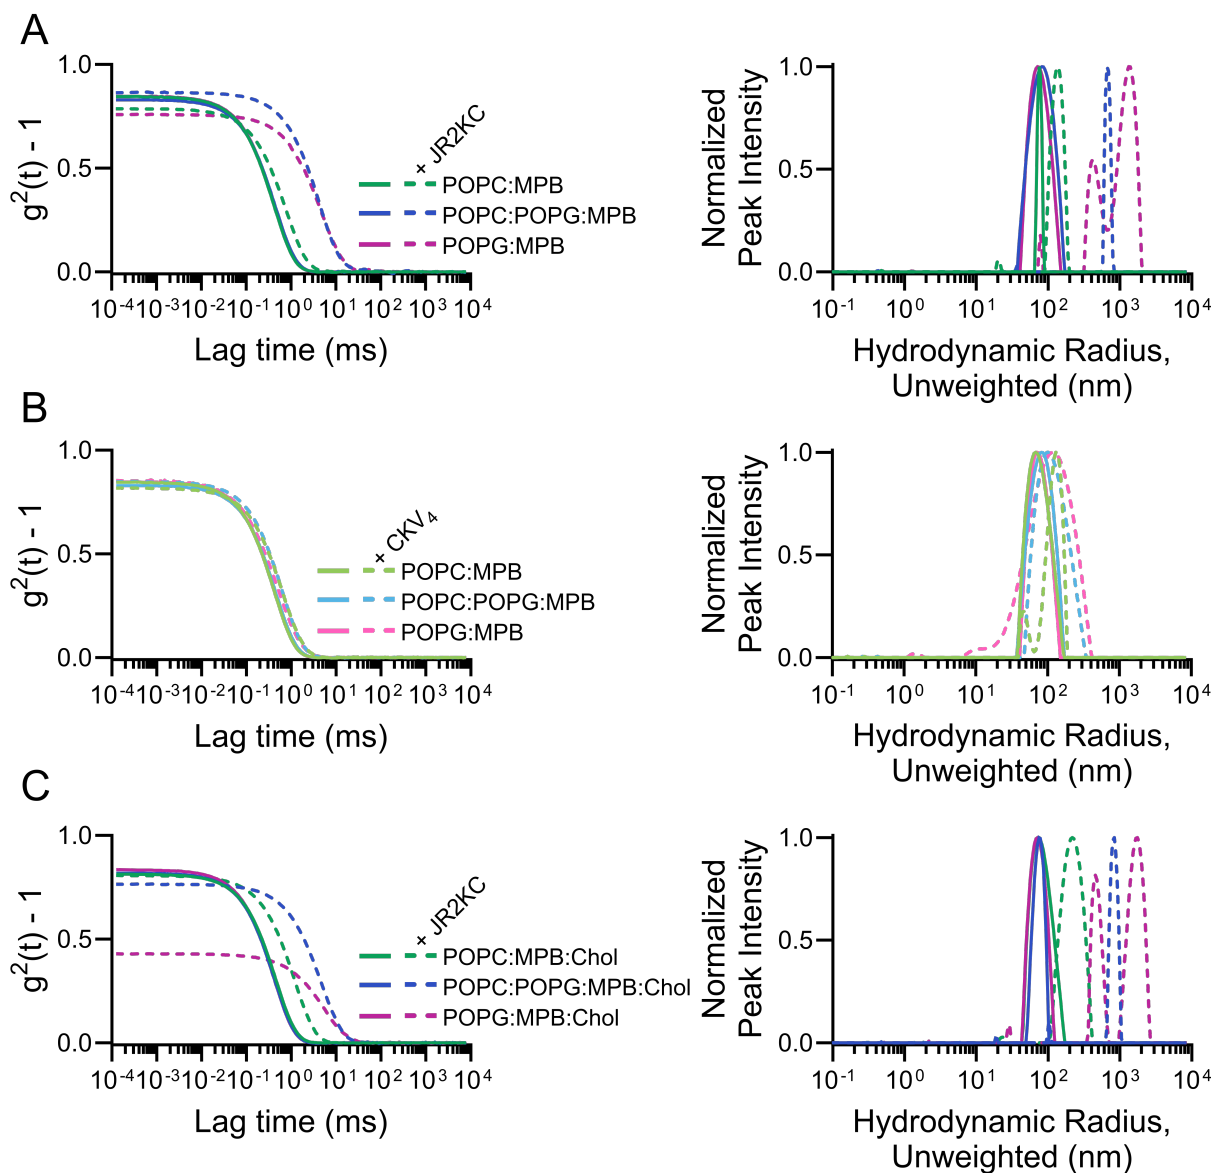 A
1.0
0.5
0.0
g²(t) - 1
10⁻⁴ 10⁻³ 10⁻² 10⁻¹ 10⁰ 10¹ 10² 10³ 10⁴
Lag time (ms)
+ JR2KC
POPC:MPB
POPC:POPG:MPB
POPG:MPB
1.0
0.5
0.0
Normalized
Peak Intensity
10⁻¹ 10⁰ 10¹ 10² 10³ 10⁴
Hydrodynamic Radius,
Unweighted (nm)
B
1.0
0.5
0.0
g²(t) - 1
10⁻⁴ 10⁻³ 10⁻² 10⁻¹ 10⁰ 10¹ 10² 10³ 10⁴
Lag time (ms)
+ CKV₄
POPC:MPB
POPC:POPG:MPB
POPG:MPB
1.0
0.5
0.0
Normalized
Peak Intensity
10⁻¹ 10⁰ 10¹ 10² 10³ 10⁴
Hydrodynamic Radius,
Unweighted (nm)
C
1.0
0.5
0.0
g²(t) - 1
10⁻⁴ 10⁻³ 10⁻² 10⁻¹ 10⁰ 10¹ 10² 10³ 10⁴
Lag time (ms)
+ JR2KC
POPC:MPB:Chol
POPC:POPG:MPB:Chol
POPG:MPB:Chol
1.0
0.5
0.0
Normalized
Peak Intensity
10⁻¹ 10⁰ 10¹ 10² 10³ 10⁴
Hydrodynamic Radius,
Unweighted (nm)